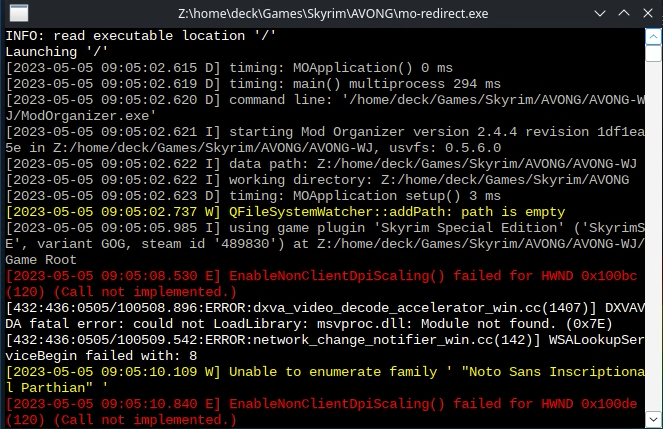 Z:\home\deck\Games\Skyrim\AVONG\mo-redirect.exe
INFO: read executable location '/'
Launching '/'
[2023-05-05 09:05:02.615 D] timing: MOApplication() 0 ms
[2023-05-05 09:05:02.619 D] timing: main() multiprocess 294 ms
[2023-05-05 09:05:02.620 D] command line: '/home/deck/Games/Skyrim/AVONG/AVONG-W
J/ModOrganizer.exe'
[2023-05-05 09:05:02.621 I] starting Mod Organizer version 2.4.4 revision 1df1ea
5e in Z:/home/deck/Games/Skyrim/AVONG/AVONG-WJ, usvfs: 0.5.6.0
[2023-05-05 09:05:02.622 I] data path: Z:/home/deck/Games/Skyrim/AVONG/AVONG-WJ
[2023-05-05 09:05:02.622 I] working directory: Z:/home/deck/Games/Skyrim/AVONG
[2023-05-05 09:05:02.623 D] timing: MOApplication setup() 3 ms
[2023-05-05 09:05:02.737 W] QFileSystemWatcher::addPath: path is empty
[2023-05-05 09:05:05.985 I] using game plugin 'Skyrim Special Edition' ('SkyrimS
E', variant GOG, steam id '489830') at Z:/home/deck/Games/Skyrim/AVONG/AVONG-WJ/
Game Root
[2023-05-05 09:05:08.530 E] EnableNonClientDpiScaling() failed for HWND 0x100bc
(120) (Call not implemented.)
[432:436:0505/100508.896:ERROR:dxva_video_decode_accelerator_win.cc(1407)] DXVAV
DA fatal error: could not LoadLibrary: msvproc.dll: Module not found. (0x7E)
[432:436:0505/100509.542:ERROR:network_change_notifier_win.cc(142)] WSALookupSer
viceBegin failed with: 8
[2023-05-05 09:05:10.109 W] Unable to enumerate family ' "Noto Sans Inscriptiona
l Parthian" '
[2023-05-05 09:05:10.840 E] EnableNonClientDpiScaling() failed for HWND 0x100de
(120) (Call not implemented.)